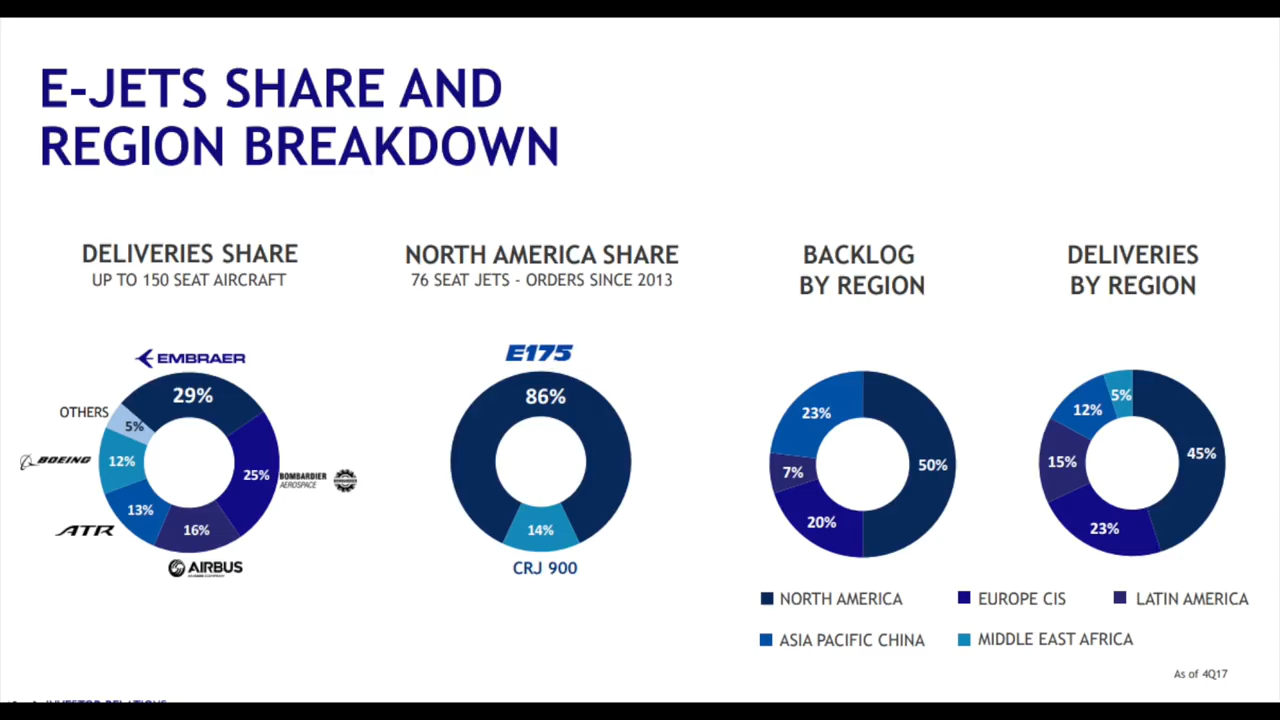 E-JETS SHARE AND
REGION BREAKDOWN
DELIVERIES SHARE
UP TO 150 SEAT AIRCRAFT
EMBRAER
29%
OTHERS
5%
BOEING
12%
25%
BOMBARDIER
AEROSPACE
13%
ATR
16%
AIRBUS
NORTH AMERICA SHARE
76 SEAT JETS - ORDERS SINCE 2013
E175
86%
14%
CRJ 900
BACKLOG
BY REGION
23%
50%
7%
20%
DELIVERIES
BY REGION
5%
12%
45%
15%
23%
NORTH AMERICA
EUROPE CIS
LATIN AMERICA
ASIA PACIFIC CHINA
MIDDLE EAST AFRICA
As of 4Q17
INVESTOR RELATIONS